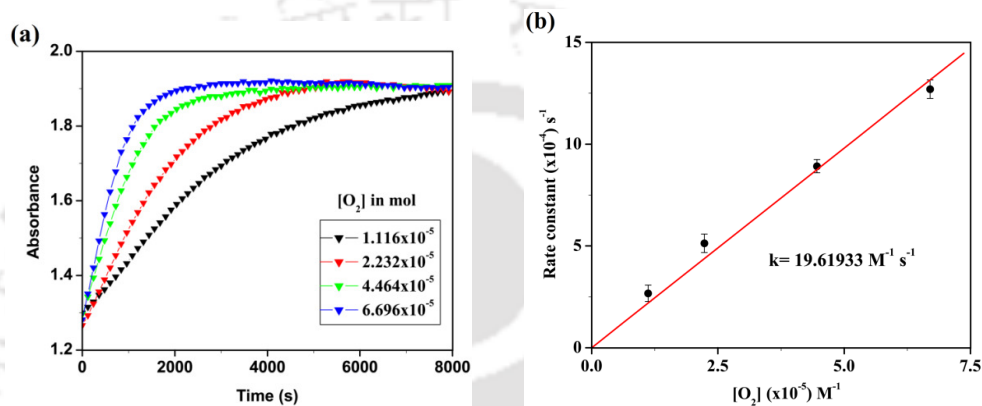 (a)
2.0
1.8
1.6
1.4
1.2
Absorbance
[O₂] in mol
1.116x10⁻⁵
2.232x10⁻⁵
4.464x10⁻⁵
6.696x10⁻⁵
0 2000 4000 6000 8000
Time (s)
(b)
15
10
5
0
Rate constant (x10⁻⁴) s⁻¹
k= 19.61933 M⁻¹ s⁻¹
0.0 2.5 5.0 7.5
[O₂] (x10⁻⁵) M⁻¹